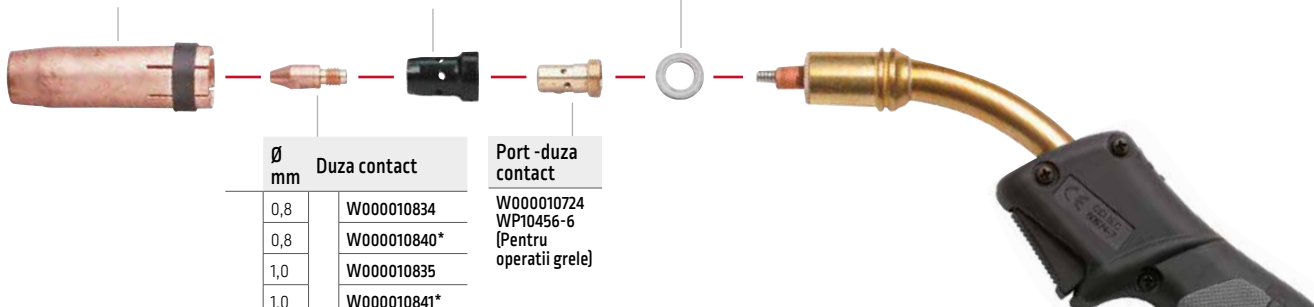 Ø
mm
Duza contact
0,8 W000010834
0,8 W000010840*
1,0 W000010835
1,0 W000010841*
Port -duza
contact
W000010724
WP10456-6
(Pentru
operatii grele)
CE